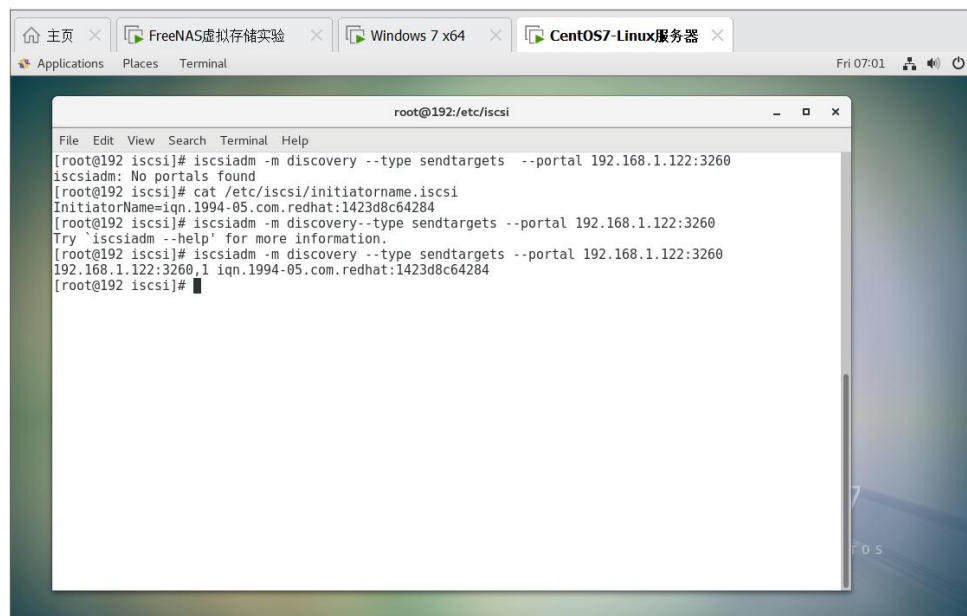 主页 FreeNAS虚拟存储实验 Windows 7 x64 CentOS7-Linux服务器
Applications Places Terminal Fri 07:01
root@192:/etc/iscsi
File Edit View Search Terminal Help
[root@192 iscsi]# iscsiadm -m discovery --type sendtargets  --portal 192.168.1.122:3260
iscsiadm: No portals found
[root@192 iscsi]# cat /etc/iscsi/initiatorname.iscsi
InitiatorName=iqn.1994-05.com.redhat:1423d8c64284
[root@192 iscsi]# iscsiadm -m discovery--type sendtargets --portal 192.168.1.122:3260
Try `iscsiadm --help' for more information.
[root@192 iscsi]# iscsiadm -m discovery --type sendtargets --portal 192.168.1.122:3260
192.168.1.122:3260,1 iqn.1994-05.com.redhat:1423d8c64284
[root@192 iscsi]#
7